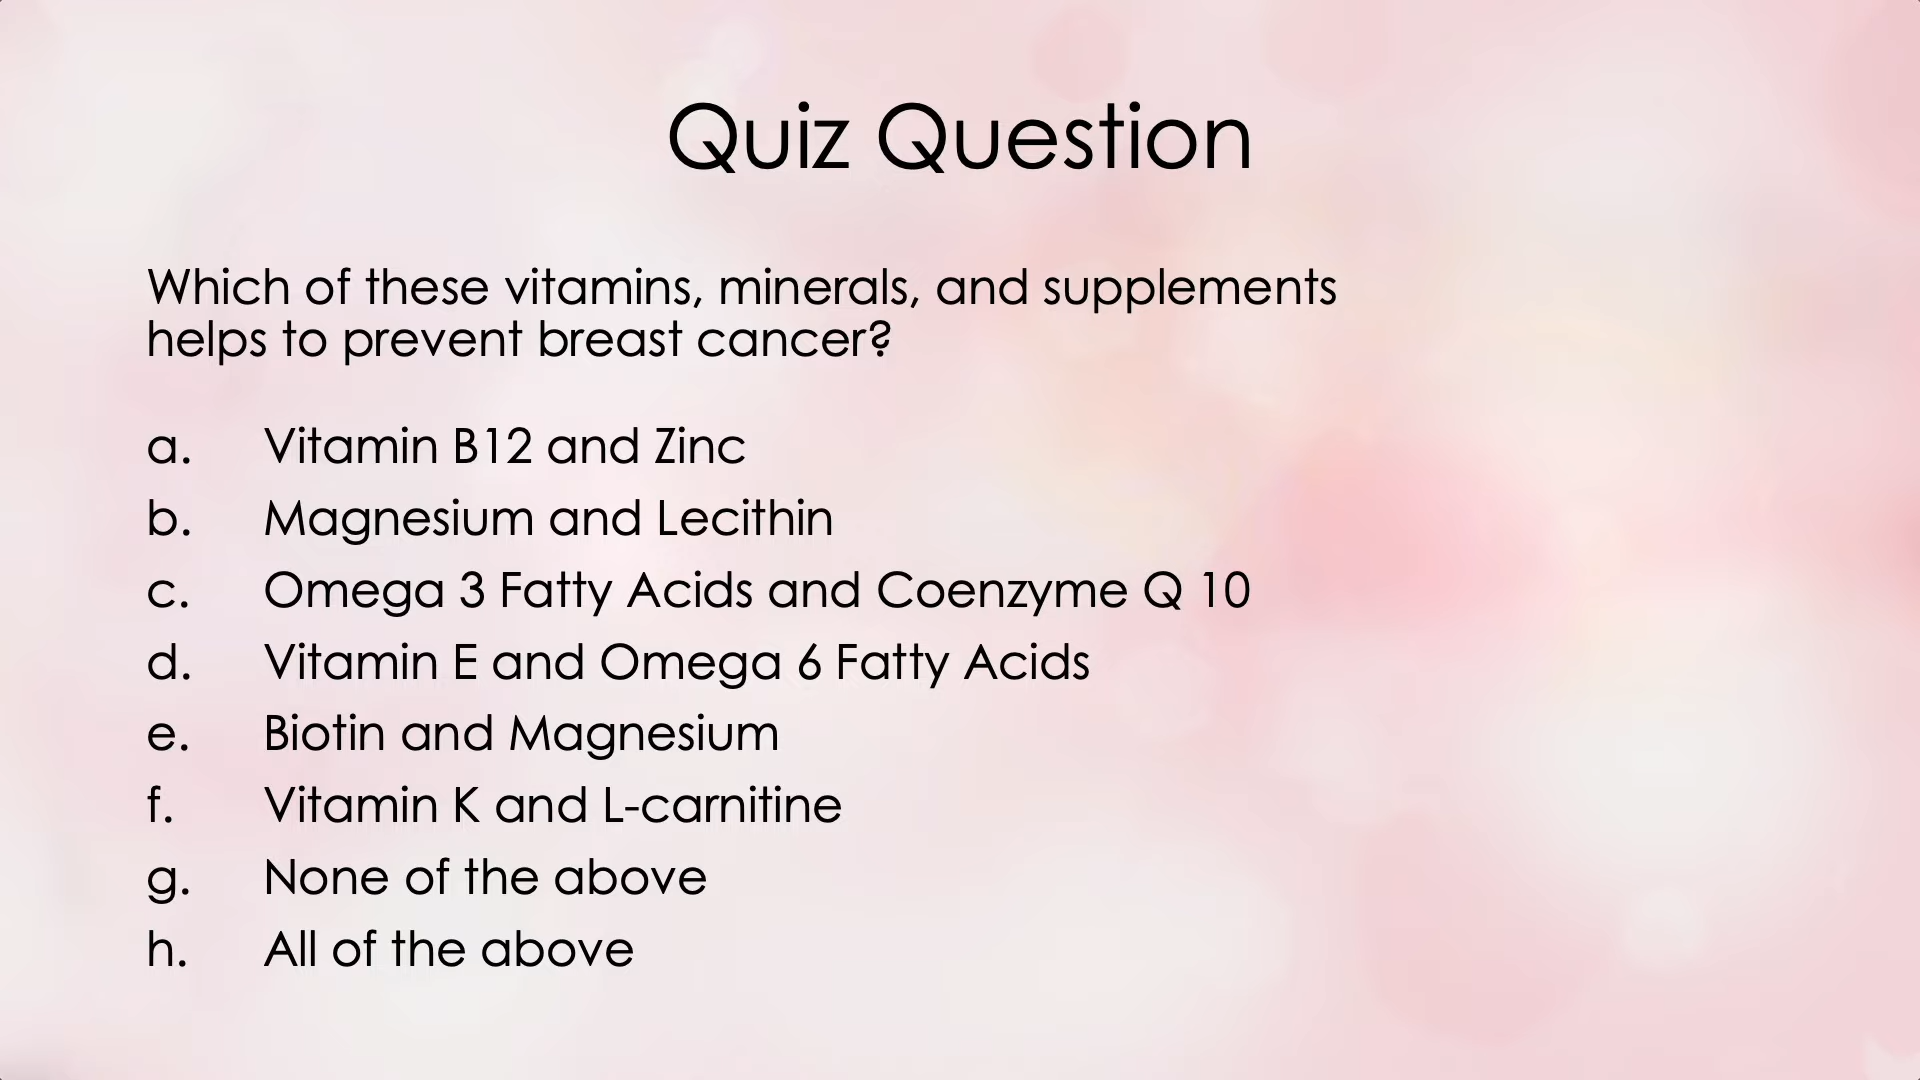 Quiz Question
Which of these vitamins, minerals, and supplements
helps to prevent breast cancer?
a. Vitamin B12 and Zinc
b. Magnesium and Lecithin
c. Omega 3 Fatty Acids and Coenzyme Q 10
d. Vitamin E and Omega 6 Fatty Acids
e. Biotin and Magnesium
f. Vitamin K and L-carnitine
g. None of the above
h. All of the above